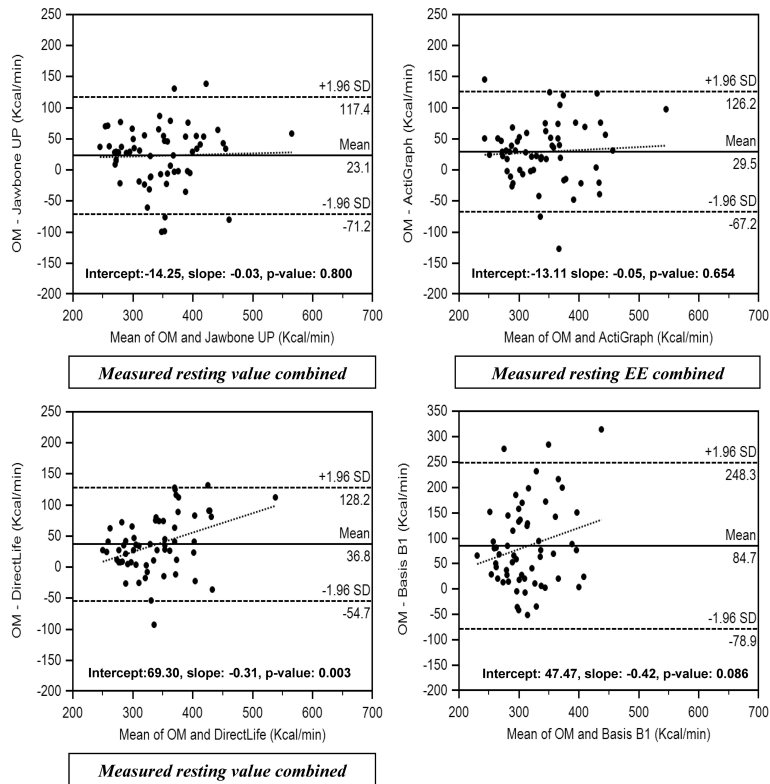 250
200
150
100
50
0
-50
-100
-150
-200
OM - Jawbone UP (Kcal/min)
+1.96 SD
117.4
Mean
23.1
-1.96 SD
-71.2
Intercept:-14.25, slope: -0.03, p-value: 0.800
200 300 400 500 600 700
Mean of OM and Jawbone UP (Kcal/min)
Measured resting value combined
250
200
150
100
50
0
-50
-100
-150
-200
OM - ActiGraph (Kcal/min)
+1.96 SD
126.2
Mean
29.5
-1.96 SD
-67.2
Intercept:-13.11 slope: -0.05, p-value: 0.654
200 300 400 500 600 700
Mean of OM and ActiGraph (Kcal/min)
Measured resting EE combined
250
200
150
100
50
0
-50
-100
-150
-200
OM - DirectLife (Kcal/min)
+1.96 SD
128.2
Mean
36.8
-1.96 SD
-54.7
Intercept:69.30, slope: -0.31, p-value: 0.003
200 300 400 500 600 700
Mean of OM and DirectLife (Kcal/min)
Measured resting value combined
350
300
250
200
150
100
50
0
-50
-100
-150
-200
OM - Basis B1 (Kcal/min)
+1.96 SD
248.3
Mean
84.7
-1.96 SD
-78.9
Intercept: 47.47, slope: -0.42, p-value: 0.086
200 300 400 500 600 700
Mean of OM and Basis B1 (Kcal/min)